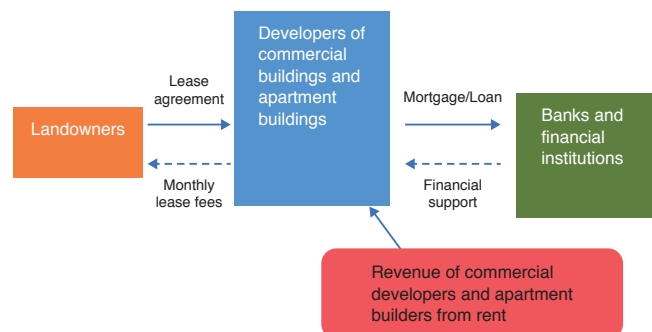 Developers of
commercial
buildings and
apartment
buildings
Lease
agreement
Mortgage/Loan
Landowners
Banks and
financial
institutions
Monthly
lease fees
Financial
support
Revenue of commercial
developers and apartment
builders from rent